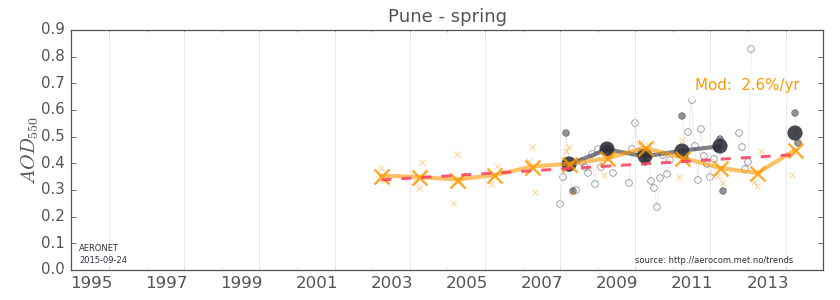 Pune - spring
0.9
0.8
0.7
0.6
0.5
0.4
0.3
0.2
0.1
0.0
AOD550
Mod: 2.6%/yr
AERONET
2015-09-24
source: http://aerocom.met.no/trends
1995 1997 1999 2001 2003 2005 2007 2009 2011 2013